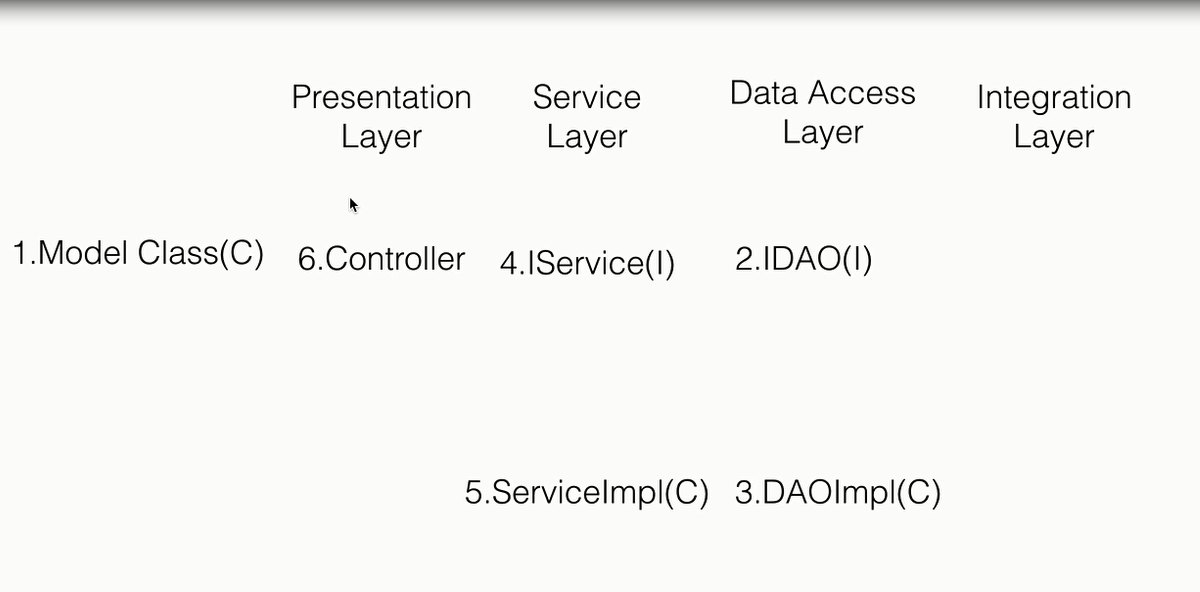 Presentation
Layer
Service
Layer
Data Access
Layer
Integration
Layer
1.Model Class(C)
6.Controller
4.IService(I)
2.IDAO(I)
5.ServiceImpl(C)
3.DAOImpl(C)